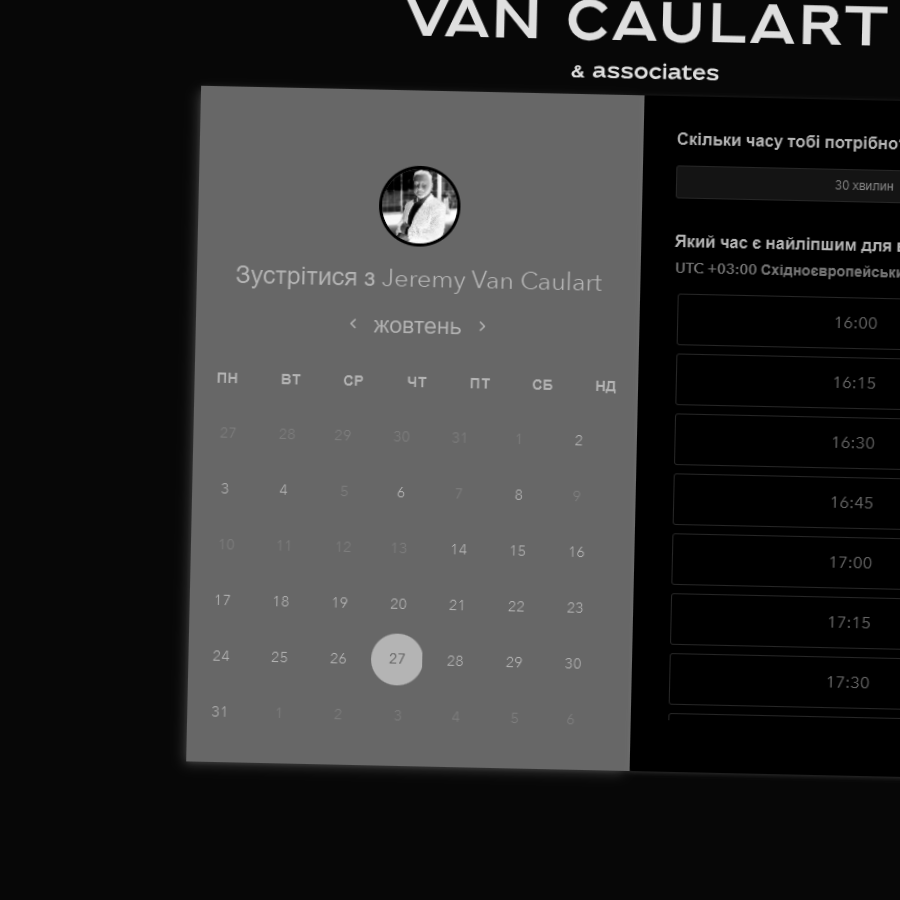 VAN CAULART
& associates
Зустрітися з Jeremy Van Caulart
жовтень
ПН ВТ СР ЧТ ПТ СБ НД
27 28 29 30 31 1 2
3 4 5 6 7 8 9
10 11 12 13 14 15 16
17 18 19 20 21 22 23
24 25 26 27 28 29 30
31 1 2 3 4 5 6
Скільки часу тобі потрібно
30 хвилин
Який час є найліпшим для
UTC +03:00
16:00
16:15
16:30
16:45
17:00
17:15
17:30